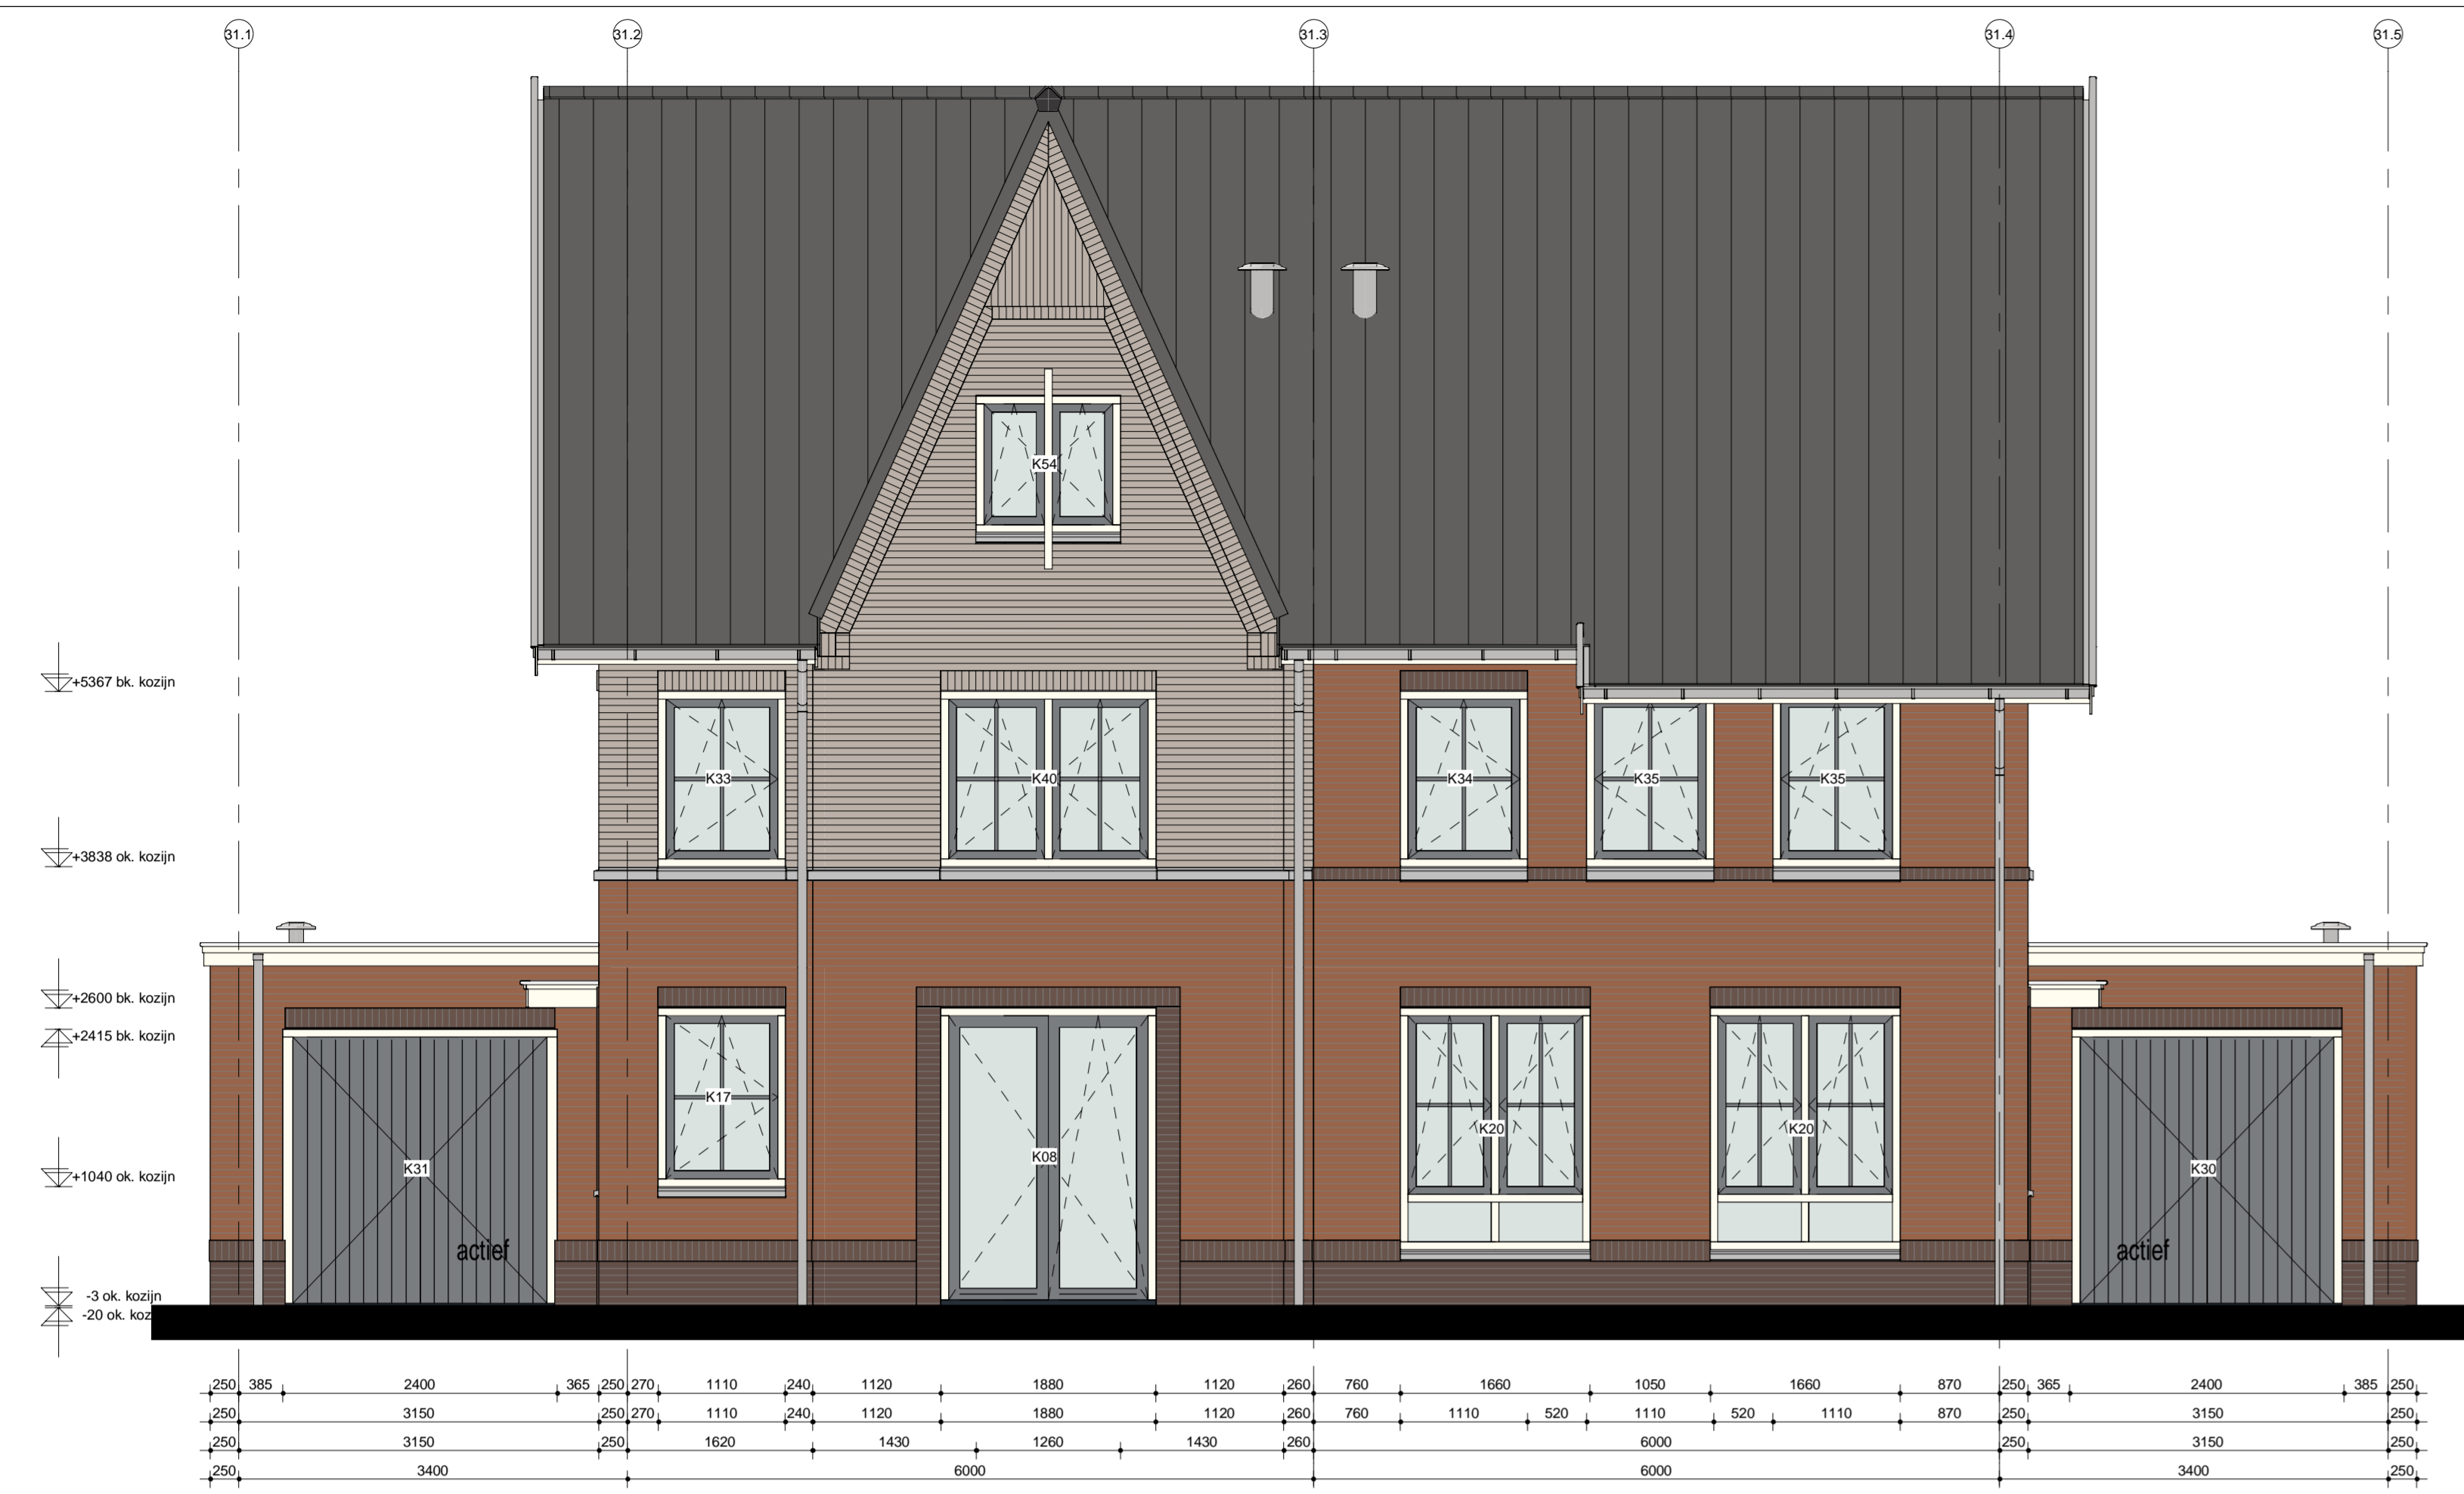 31.1 31.2 31.3 31.4 31.5
K54
+5367 bk. kozijn
K33 K40 K34 K35 K35
+3838 ok. kozijn
+2600 bk. kozijn
+2415 bk. kozijn
K17
K20 K20
K08
K31 K30
+1040 ok. kozijn
actief actief
-3 ok. kozijn
-20 ok. koz
250 385 2400 365 250 270 1110 240 1120 1880 1120 260 760 1660 1050 1660 870 250 365 2400 385 250
250 3150 250 270 1110 240 1120 1880 1120 260 760 1110 520 1110 520 1110 870 250 3150 250
250 3150 250 1620 1430 1260 1430 260 6000 250 3150 250
250 3400 6000 6000 3400 250